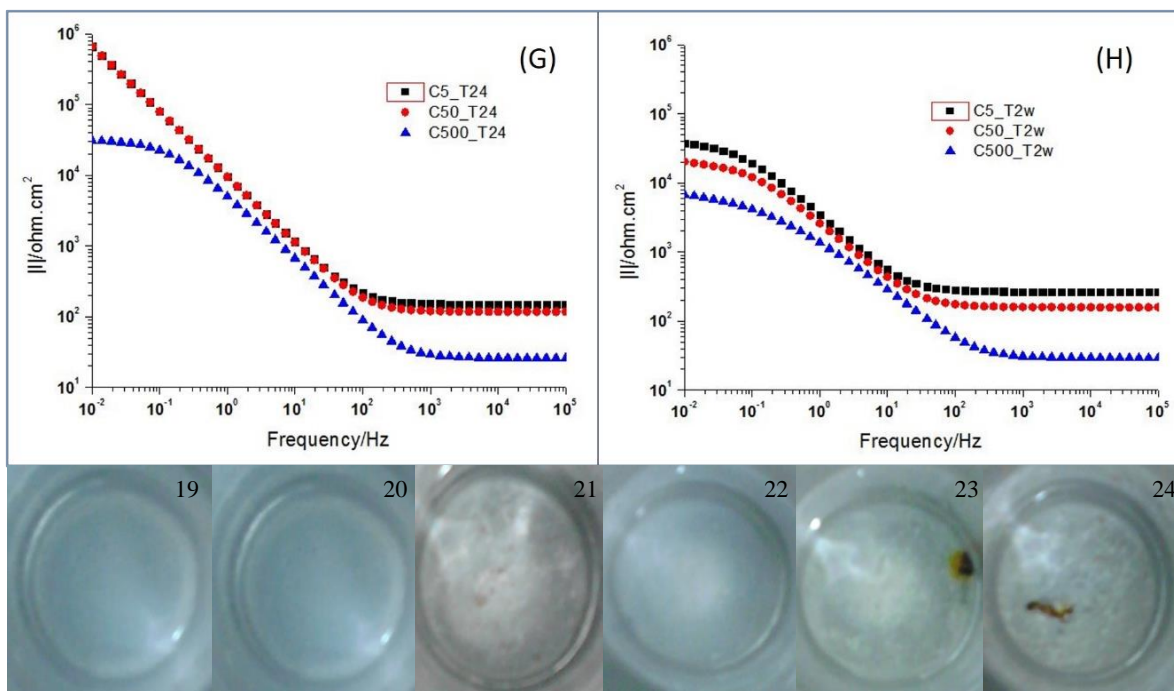 (G)
C5_T24
C50_T24
C500_T24
|I|/ohm.cm²
10⁶
10⁵
10⁴
10³
10²
10¹
10⁻² 10⁻¹ 10⁰ 10¹ 10² 10³ 10⁴ 10⁵
Frequency/Hz
(H)
C5_T2w
C50_T2w
C500_T2w
|I|/ohm.cm²
10⁶
10⁵
10⁴
10³
10²
10¹
10⁻² 10⁻¹ 10⁰ 10¹ 10² 10³ 10⁴ 10⁵
Frequency/Hz
19 20 21 22 23 24